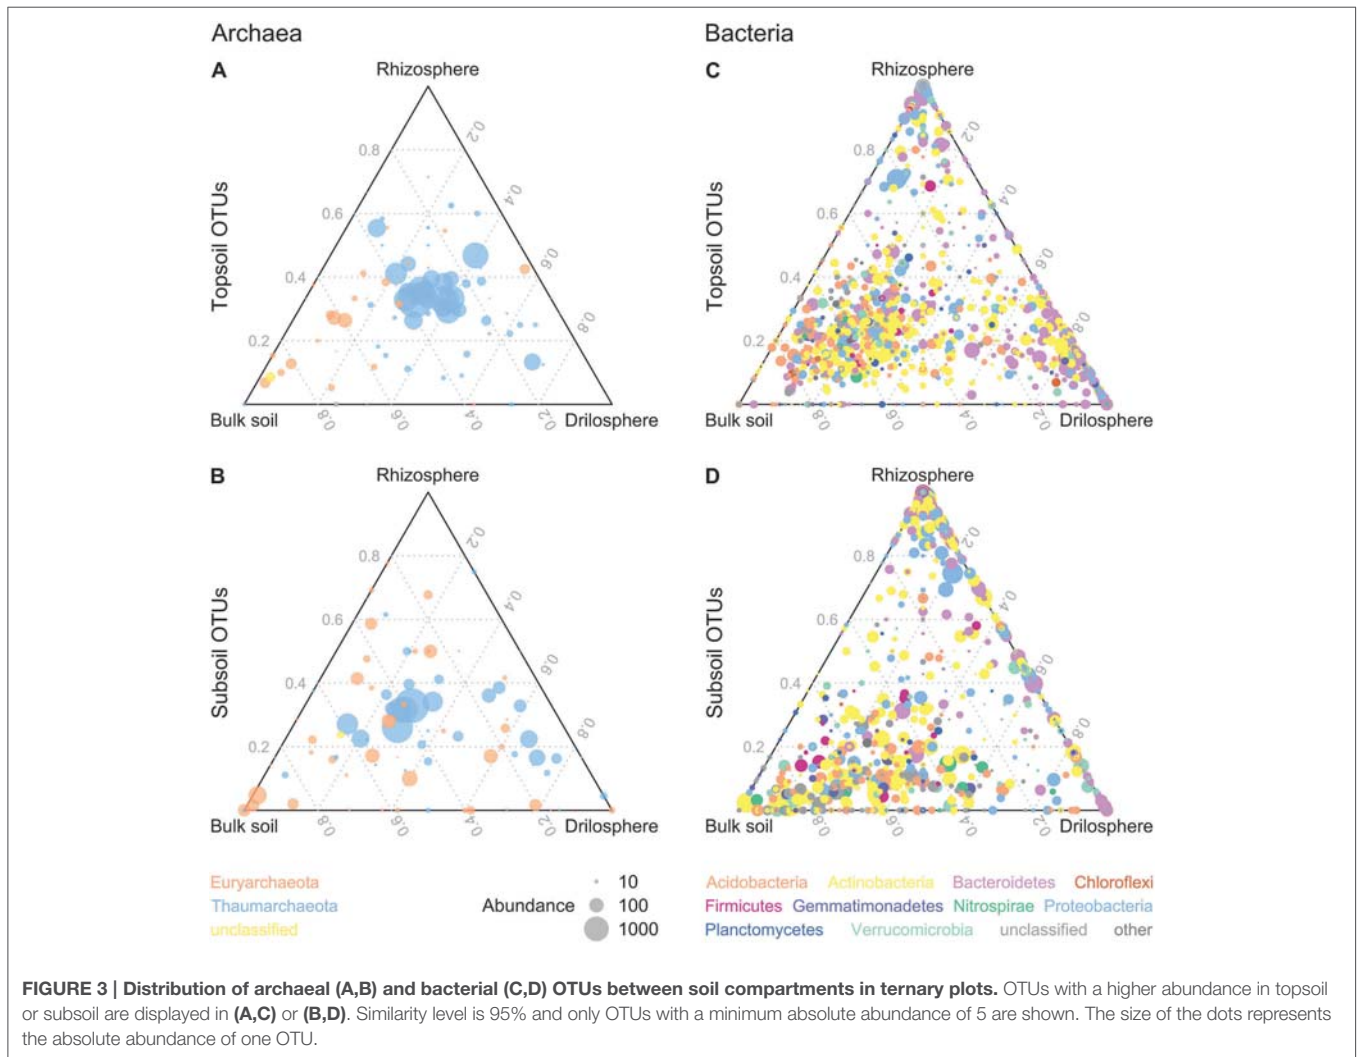 Archaea
Bacteria
A
Rhizosphere
0.2
0.8
0.4
0.6
0.6
0.4
0.8
0.2
Topsoil OTUs
Bulk soil
0.8
0.6
0.4
0.2
Drilosphere
C
Rhizosphere
0.2
0.8
0.4
0.6
0.6
0.4
0.8
0.2
Topsoil OTUs
Bulk soil
0.8
0.6
0.4
0.2
Drilosphere
B
Rhizosphere
0.2
0.8
0.4
0.6
0.6
0.4
0.8
0.2
Subsoil OTUs
Bulk soil
0.8
0.6
0.4
0.2
Drilosphere
D
Rhizosphere
0.2
0.8
0.4
0.6
0.6
0.4
0.8
0.2
Subsoil OTUs
Bulk soil
0.8
0.6
0.4
0.2
Drilosphere
Euryarchaeota
Thaumarchaeota
unclassified
Abundance
10
100
1000
Acidobacteria Actinobacteria Bacteroidetes Chloroflexi
Firmicutes Gemmatimonadetes Nitrospirae Proteobacteria
Planctomycetes Verrucomicrobia unclassified other
FIGURE 3 | Distribution of archaeal (A,B) and bacterial (C,D) OTUs between soil compartments in ternary plots. OTUs with a higher abundance in topsoil
or subsoil are displayed in (A,C) or (B,D). Similarity level is 95% and only OTUs with a minimum absolute abundance of 5 are shown. The size of the dots represents
the absolute abundance of one OTU.